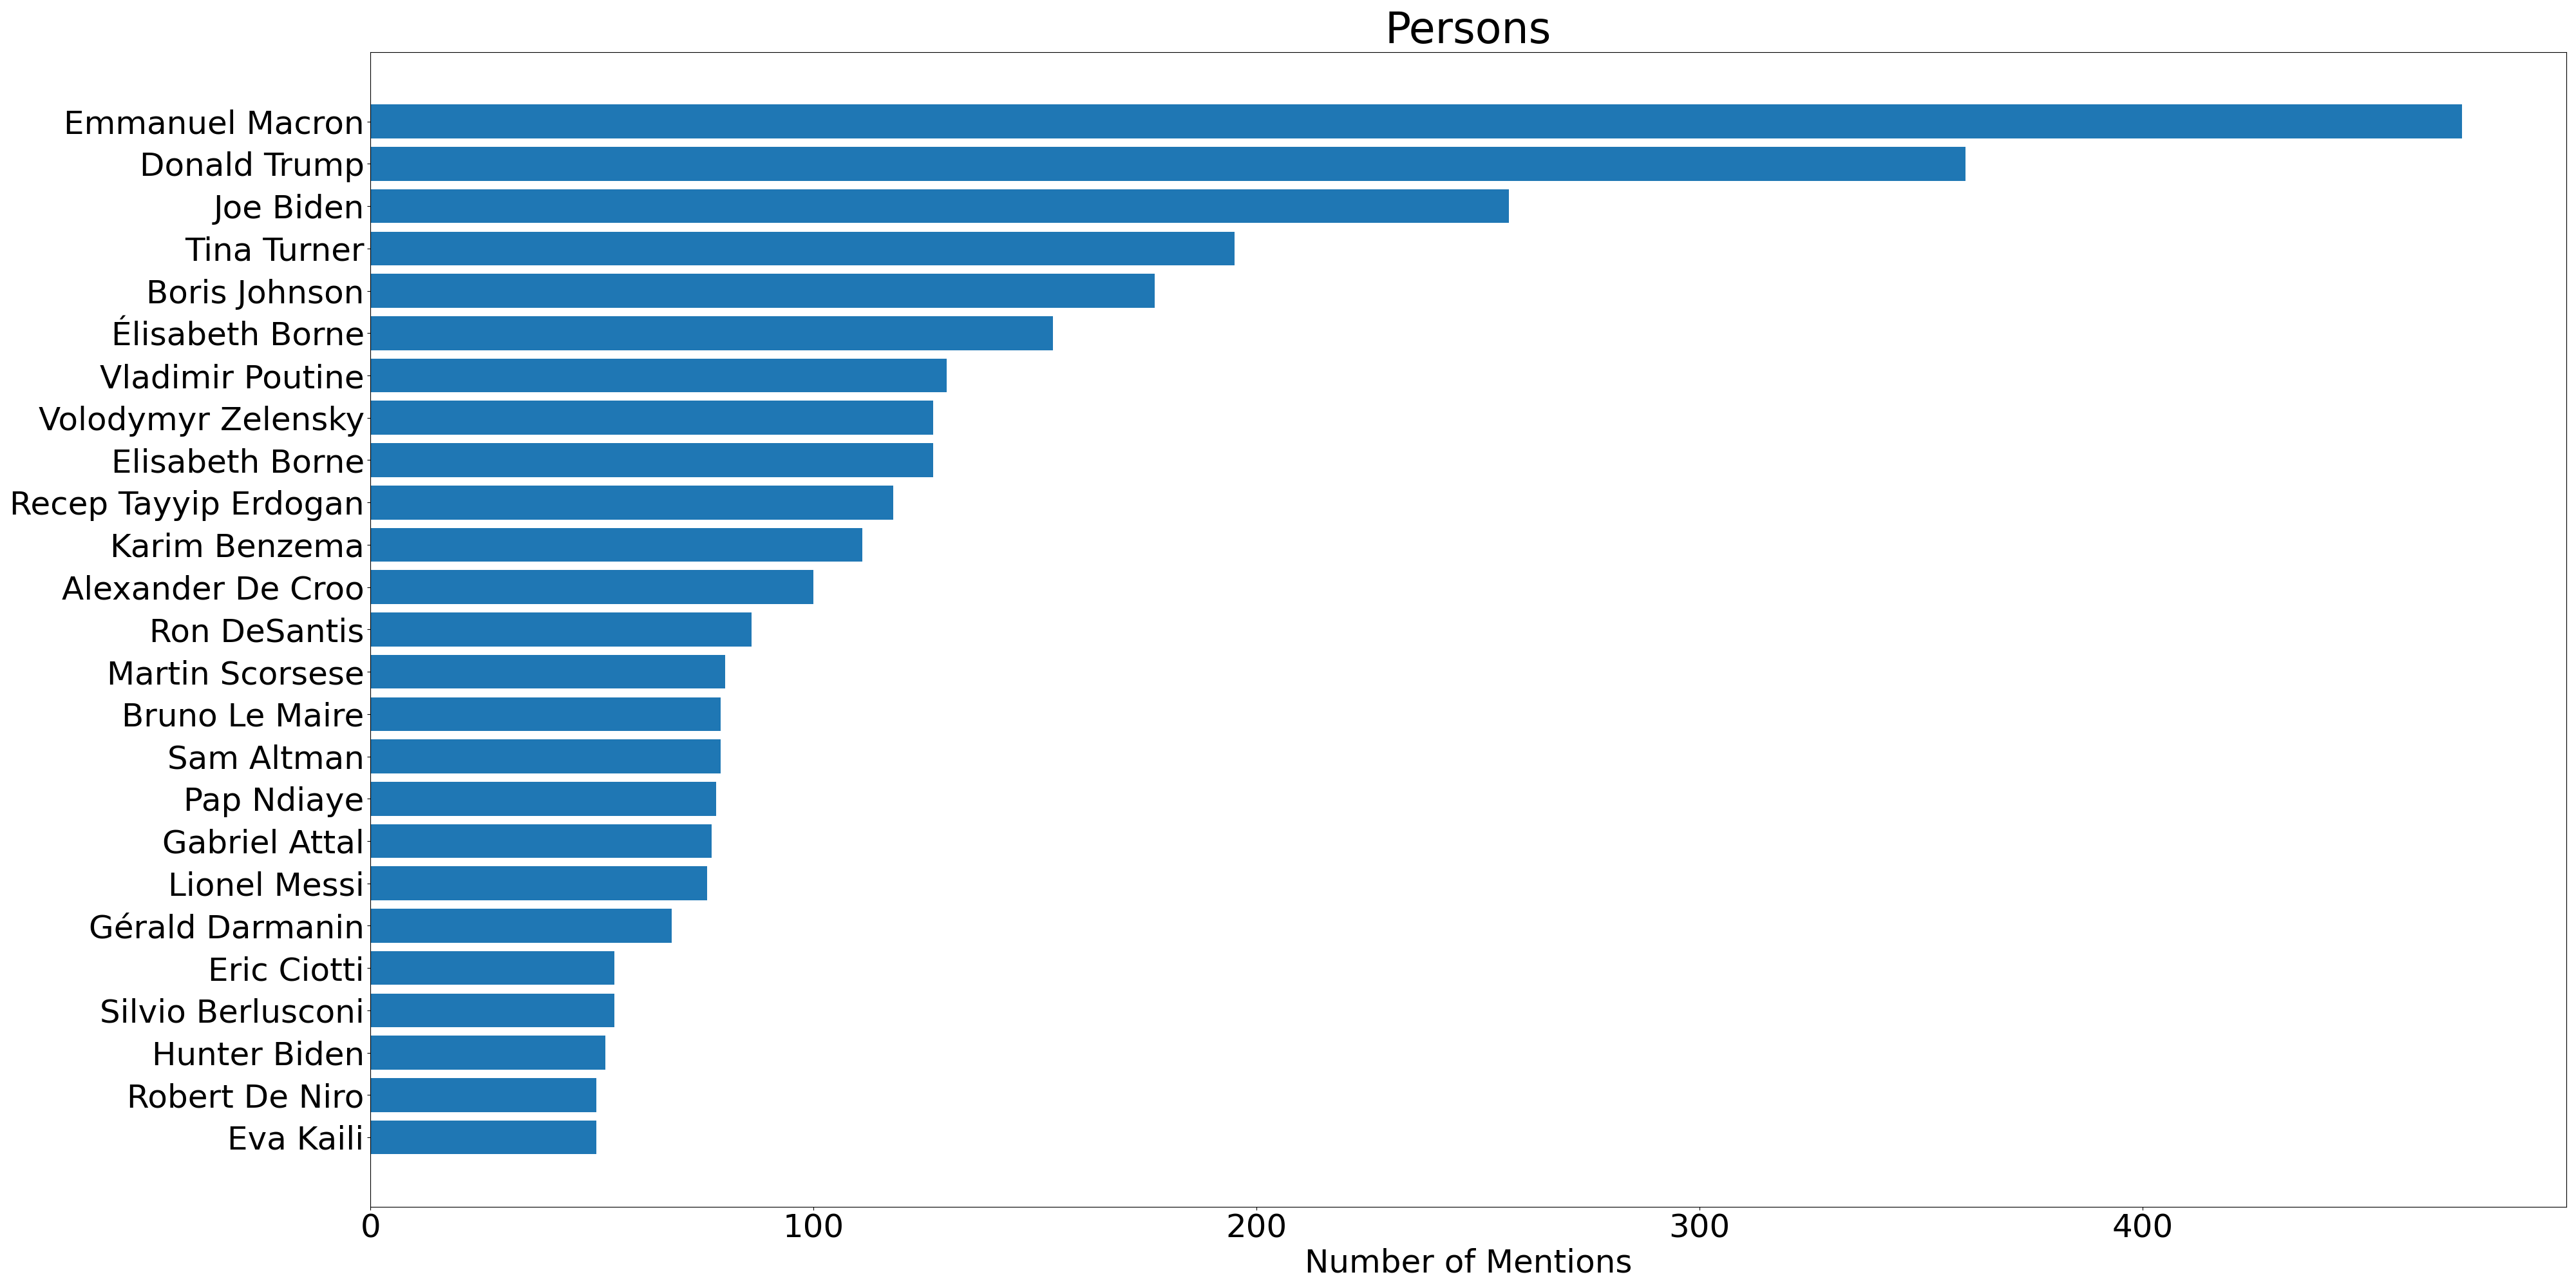 Persons
Emmanuel Macron
Donald Trump
Joe Biden
Tina Turner
Boris Johnson
Élisabeth Borne
Vladimir Poutine
Volodymyr Zelensky
Elisabeth Borne
Recep Tayyip Erdogan
Karim Benzema
Alexander De Croo
Ron DeSantis
Martin Scorsese
Bruno Le Maire
Sam Altman
Pap Ndiaye
Gabriel Attal
Lionel Messi
Gérald Darmanin
Eric Ciotti
Silvio Berlusconi
Hunter Biden
Robert De Niro
Eva Kaili
0 100 200 300 400
Number of Mentions